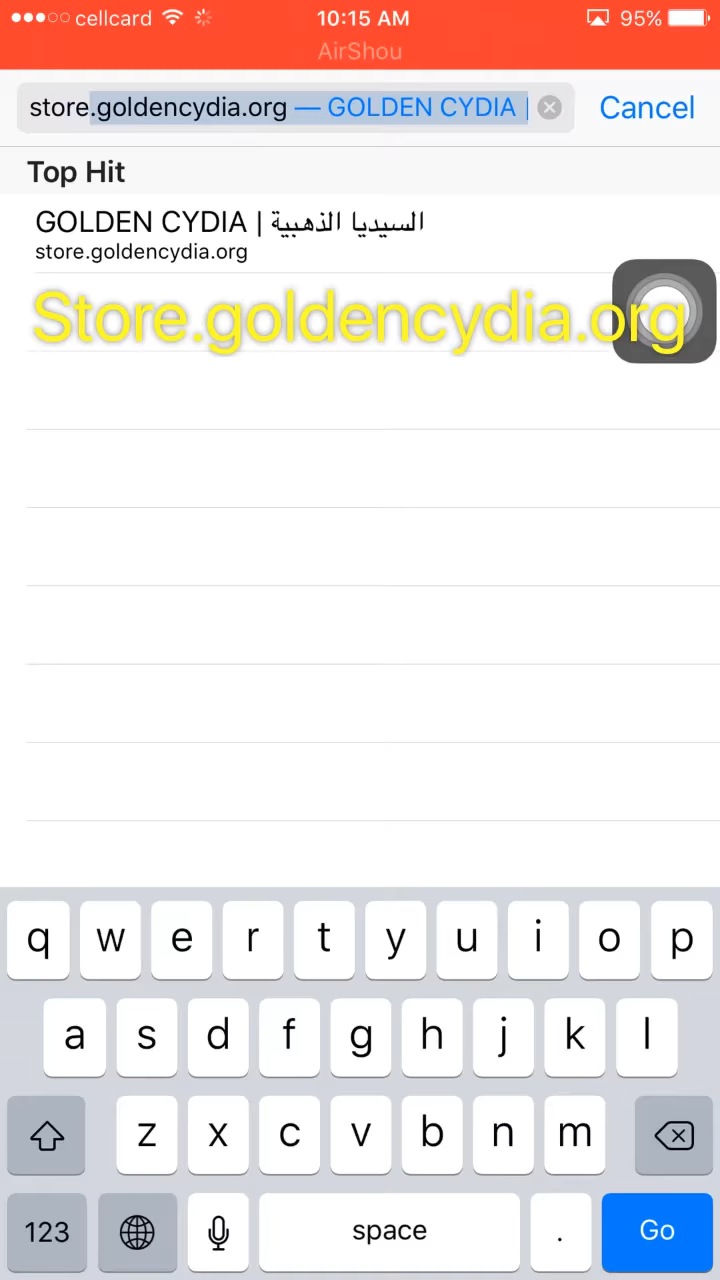 cellcard 10:15 AM 95%
AirShou
store.goldencydia.org — GOLDEN CYDIA | Cancel
Top Hit
GOLDEN CYDIA | السيديا الذهبية
store.goldencydia.org
Store.goldencydia.org
q w e r t y u i o p
a s d f g h j k l
z x c v b n m
123 space . Go